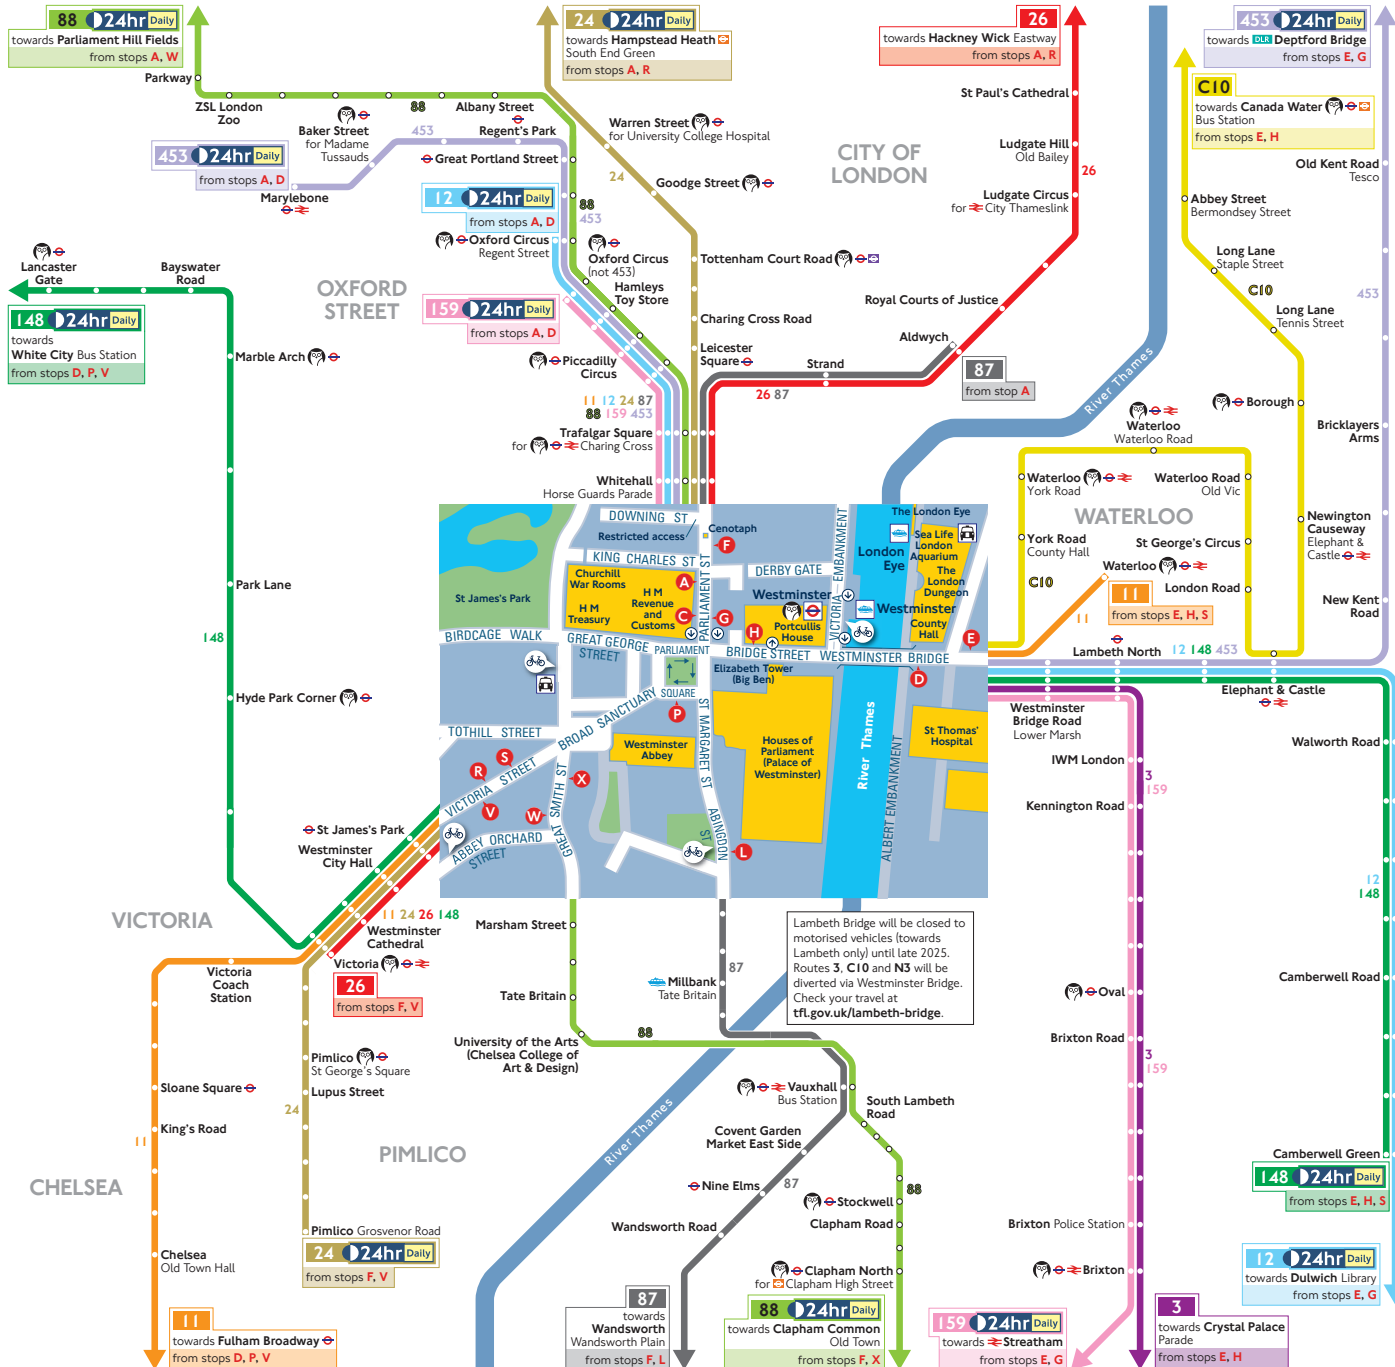 88 24hr Daily
towards Parliament Hill Fields
from stops A, W
24 24hr Daily
towards Hampstead Heath
South End Green
from stops A, R
26
towards Hackney Wick Eastway
from stops A, R
453 24hr Daily
towards DLR Deptford Bridge
from stops E, G
C10
towards Canada Water
Bus Station
from stops E, H
Parkway
ZSL London
Zoo
88
Albany Street
Baker Street
for Madame
Tussauds
453
Regent's Park
Great Portland Street
453 24hr Daily
from stops A, D
Marylebone
12 24hr Daily
from stops A, D
88
453
Oxford Circus
Regent Street
Oxford Circus
(not 453)
Hamleys
Toy Store
Warren Street
for University College Hospital
24
Goodge Street
Tottenham Court Road
Charing Cross Road
Leicester
Square
CITY OF
LONDON
St Paul's Cathedral
Ludgate Hill
Old Bailey
26
Ludgate Circus
for City Thameslink
Royal Courts of Justice
Aldwych
Strand
26 87
87
from stop A
Old Kent Road
Tesco
Abbey Street
Bermondsey Street
Long Lane
Staple Street
C10
Long Lane
Tennis Street
453
Borough
Bricklayers
Arms
Lancaster
Gate
Bayswater
Road
148 24hr Daily
towards
White City Bus Station
from stops D, P, V
Marble Arch
OXFORD
STREET
159 24hr Daily
from stops A, D
Piccadilly
Circus
11 12 24 87
88 159 453
Trafalgar Square
for Charing Cross
Whitehall
Horse Guards Parade
River Thames
Waterloo
Waterloo Road
Waterloo
York Road
Waterloo Road
Old Vic
WATERLOO
York Road
County Hall
St George's Circus
Newington
Causeway
Elephant &
Castle
C10
Waterloo
London Road
11
from stops E, H, S
11
New Kent
Road
Lambeth North
12 148 453
Elephant & Castle
Park Lane
148
Hyde Park Corner
DOWNING ST
Restricted access
Cenotaph
F
KING CHARLES ST
DERBY GATE
VICTORIA EMBANKMENT
The London Eye
London
Eye
Sea Life
London
Aquarium
The
London
Dungeon
County
Hall
St James's Park
Churchill
War Rooms
H M
Treasury
H M
Revenue
and
Customs
A
C
G
H
PARLIAMENT ST
Westminster
Portcullis
House
Westminster
E
BIRDCAGE WALK
GREAT GEORGE
STREET
PARLIAMENT
SQUARE
BRIDGE STREET
WESTMINSTER BRIDGE
D
Elizabeth Tower
(Big Ben)
P
BROAD SANCTUARY
ST MARGARET ST
TOTHILL STREET
Westminster
Abbey
Houses of
Parliament
(Palace of
Westminster)
River Thames
St Thomas'
Hospital
ALBERT EMBANKMENT
R
S
VICTORIA STREET
V
W
X
GREAT SMITH ST
ABBEY ORCHARD
STREET
ABINGDON
ST
L
Westminster
Bridge Road
Lower Marsh
IWM London
3
159
Kennington Road
Walworth Road
12
148
Camberwell Road
Oval
Brixton Road
3
159
Camberwell Green
148 24hr Daily
from stops E, H, S
Brixton Police Station
Brixton
12 24hr Daily
towards Dulwich Library
from stops E, G
159 24hr Daily
towards Streatham
from stops E, G
3
towards Crystal Palace
Parade
from stops E, H
St James's Park
Westminster
City Hall
11 24 26 148
Westminster
Cathedral
Victoria
26
from stops F, V
VICTORIA
Victoria
Coach
Station
Pimlico
St George's Square
Lupus Street
24
Sloane Square
King's Road
11
CHELSEA
PIMLICO
Pimlico Grosvenor Road
24 24hr Daily
from stops F, V
Chelsea
Old Town Hall
11
towards Fulham Broadway
from stops D, P, V
Marsham Street
Tate Britain
University of the Arts
(Chelsea College of
Art & Design)
88
87
Millbank
Tate Britain
Lambeth Bridge will be closed to
motorised vehicles (towards
Lambeth only) until late 2025.
Routes 3, C10 and N3 will be
diverted via Westminster Bridge.
Check your travel at
tfl.gov.uk/lambeth-bridge.
River Thames
Vauxhall
Bus Station
South Lambeth
Road
Covent Garden
Market East Side
Nine Elms
87
Wandsworth Road
Stockwell
88
Clapham Road
Clapham North
for Clapham High Street
87
towards
Wandsworth
Wandsworth Plain
from stops F, L
88 24hr Daily
towards Clapham Common
Old Town
from stops F, X